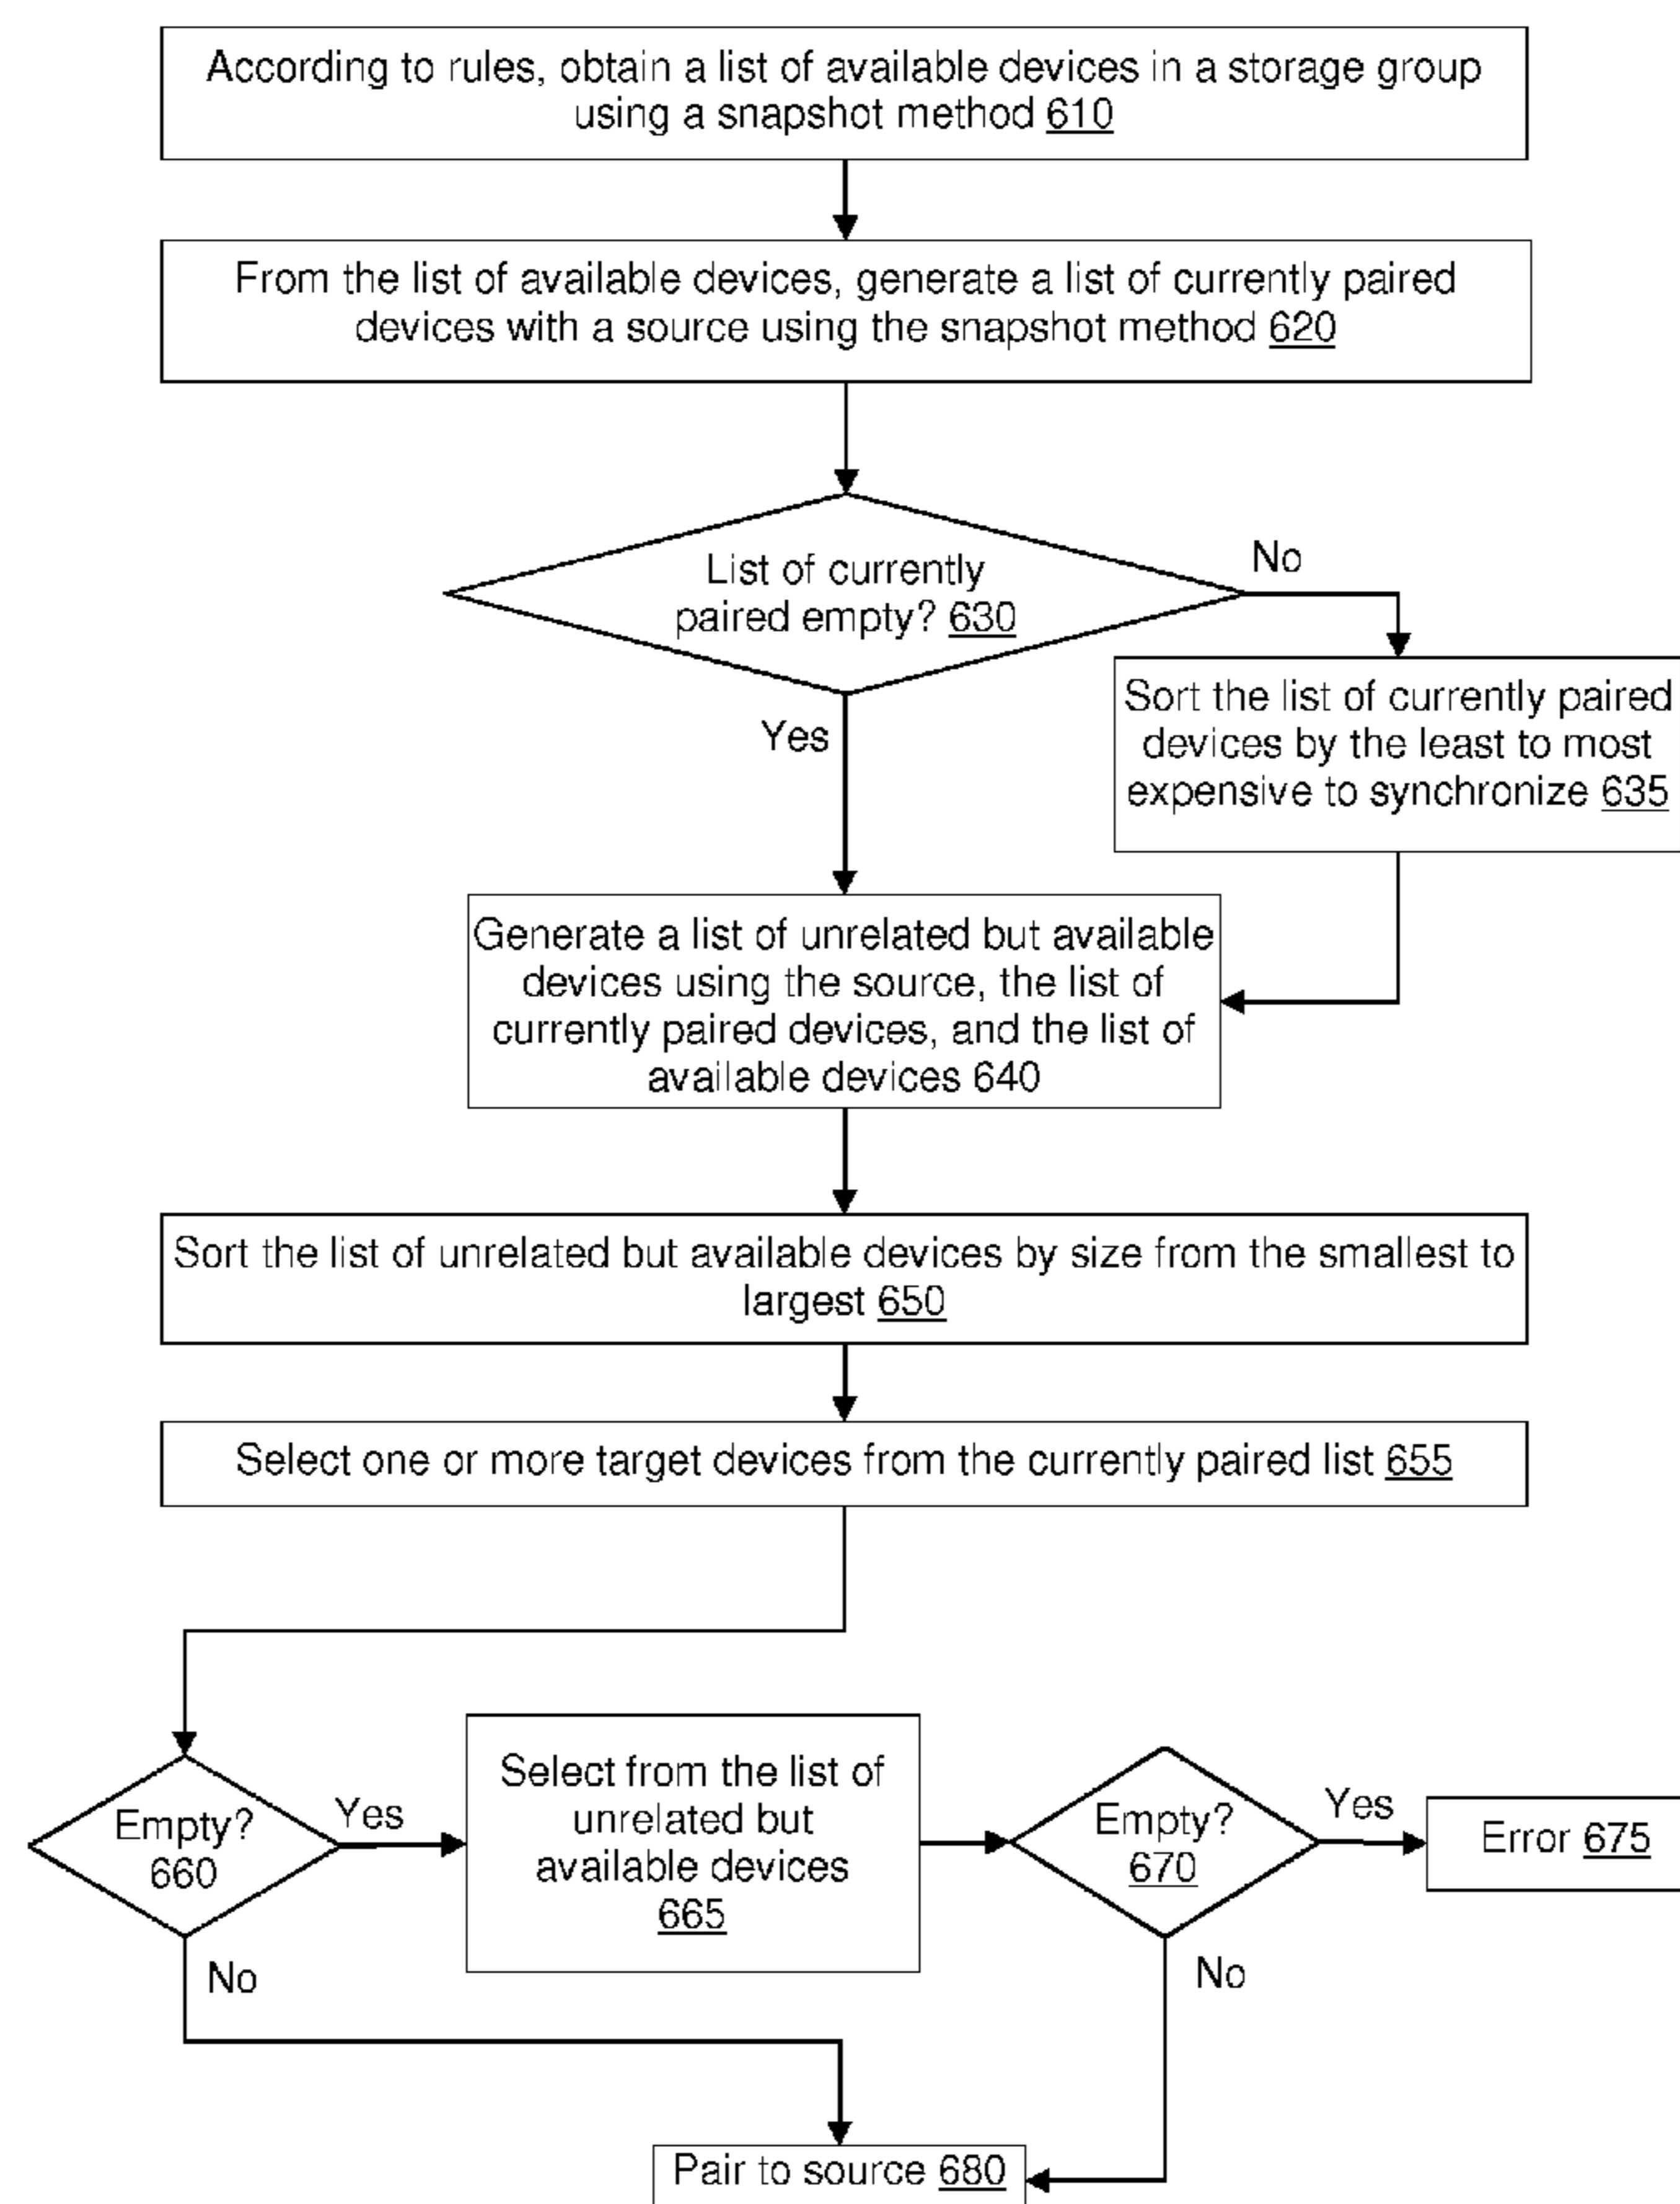 According to rules, obtain a list of available devices in a storage group
using a snapshot method 610
From the list of available devices, generate a list of currently paired
devices with a source using the snapshot method 620
List of currently
paired empty? 630
No
Yes
Sort the list of currently paired
devices by the least to most
expensive to synchronize 635
Generate a list of unrelated but available
devices using the source, the list of
currently paired devices, and the list of
available devices 640
Sort the list of unrelated but available devices by size from the smallest to
largest 650
Select one or more target devices from the currently paired list 655
Empty?
660
Yes
No
Select from the list of
unrelated but
available devices
665
Empty?
670
Yes
No
Error 675
Pair to source 680